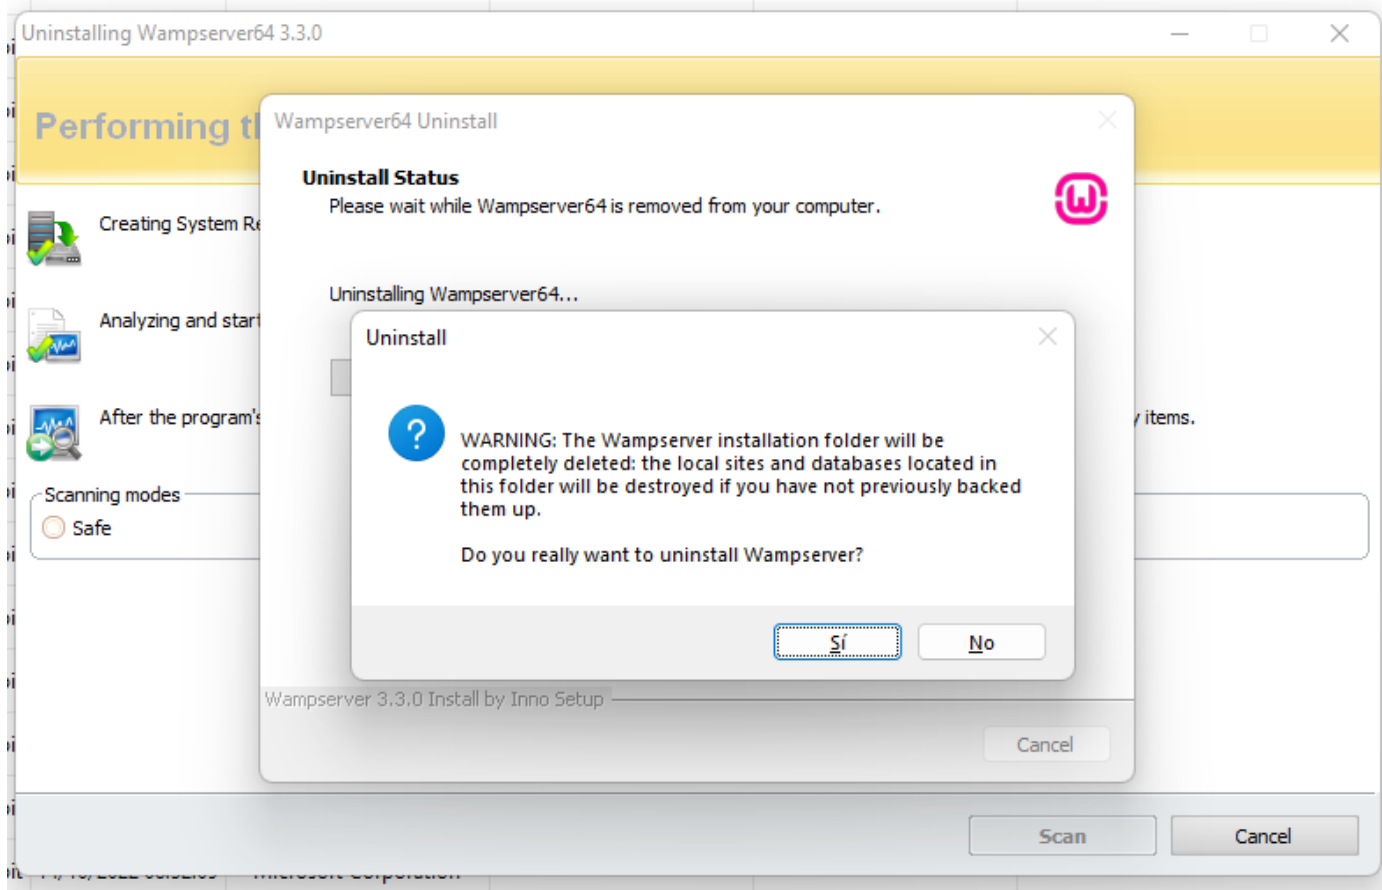 Uninstalling Wampserver64 3.3.0
Performing
Wampserver64 Uninstall
Uninstall Status
Please wait while Wampserver64 is removed from your computer.
Creating System
Uninstalling Wampserver64...
Analyzing and
Uninstall
After the program's
items.
WARNING: The Wampserver installation folder will be
completely deleted: the local sites and databases located in
this folder will be destroyed if you have not previously backed
them up.
Scanning modes
Safe
Do you really want to uninstall Wampserver?
Sí
No
Wampserver 3.3.0 Install by Inno Setup
Cancel
Scan
Cancel